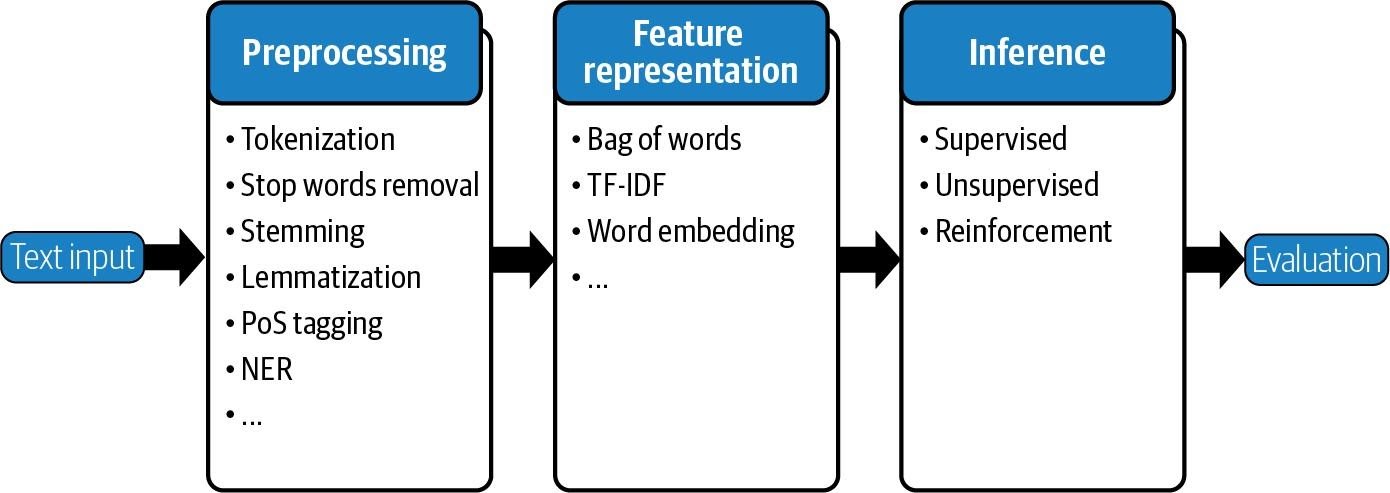 Text input
Preprocessing
• Tokenization
• Stop words removal
• Stemming
• Lemmatization
• PoS tagging
• NER
• ...
Feature
representation
• Bag of words
• TF-IDF
• Word embedding
• ...
Inference
• Supervised
• Unsupervised
• Reinforcement
Evaluation